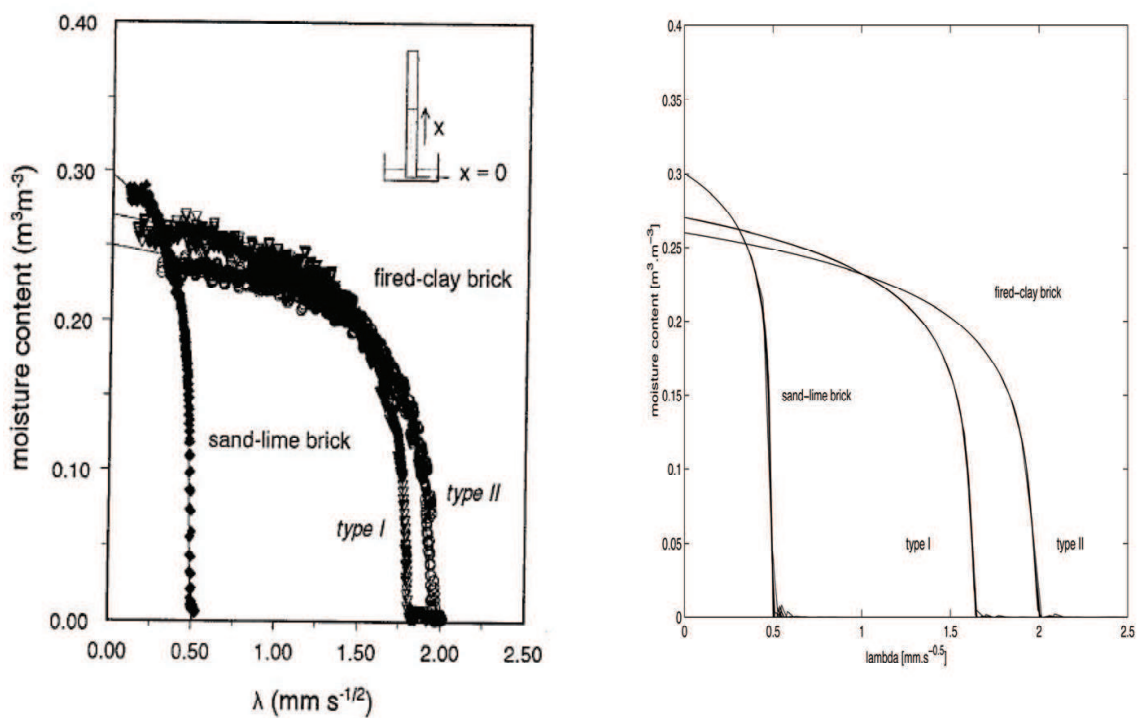 0.40
0.30
0.20
0.10
0.00
moisture content (m³m⁻³)
x
x = 0
fired-clay brick
sand-lime brick
type I
type II
0.00 0.50 1.00 1.50 2.00 2.50
λ (mm s⁻¹/²)
0.4
0.35
0.3
0.25
0.2
0.15
0.1
0.05
0
moisture content [m³.m⁻³]
fired−clay brick
sand−lime brick
type I
type II
0 0.5 1 1.5 2 2.5
lambda [mm.s⁻⁰·⁵]